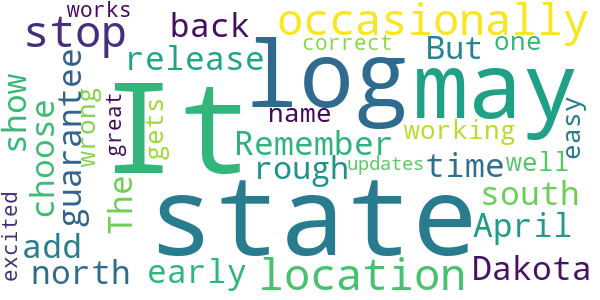 works
stop
back
occasionally
release
correct
But
one
show
choose
guarantee
wrong
great
gets
It
log
may
name
Remember
working
easy
The
rough
updates
time
well
state
south
April
excited
add
north
early
location
Dakota